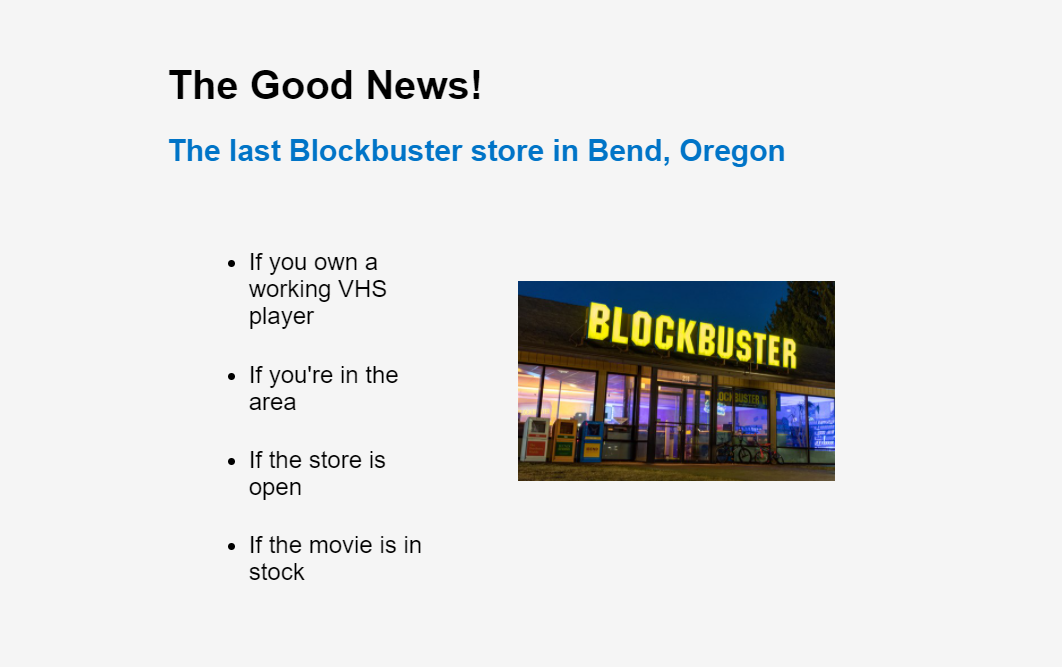 The Good News!
The last Blockbuster store in Bend, Oregon
If you own a
working VHS
player
If you're in the
area
If the store is
open
If the movie is in
stock
BLOCKBUSTER